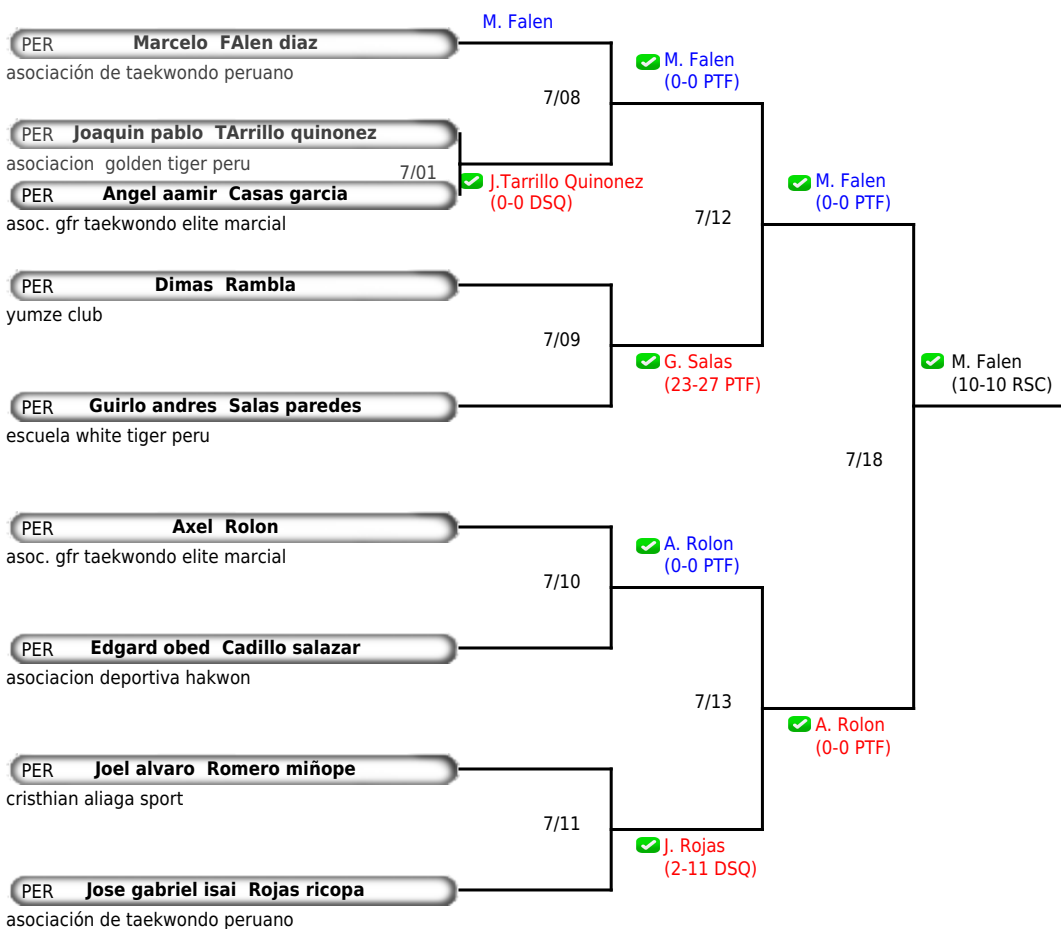 M. Falen
PER Marcelo FAlen diaz
asociación de taekwondo peruano
M. Falen
(0-0 PTF)
7/08
PER Joaquin pablo TArrillo quinonez
asociacion golden tiger peru
7/01
J.Tarrillo Quinonez
(0-0 DSQ)
PER Angel aamir Casas garcia
asoc. gfr taekwondo elite marcial
M. Falen
(0-0 PTF)
7/12
PER Dimas Rambla
yumze club
7/09
G. Salas
(23-27 PTF)
M. Falen
(10-10 RSC)
PER Guirlo andres Salas paredes
escuela white tiger peru
7/18
PER Axel Rolon
asoc. gfr taekwondo elite marcial
A. Rolon
(0-0 PTF)
7/10
PER Edgard obed Cadillo salazar
asociacion deportiva hakwon
7/13
A. Rolon
(0-0 PTF)
PER Joel alvaro Romero miñope
cristhian aliaga sport
7/11
J. Rojas
(2-11 DSQ)
PER Jose gabriel isai Rojas ricopa
asociación de taekwondo peruano